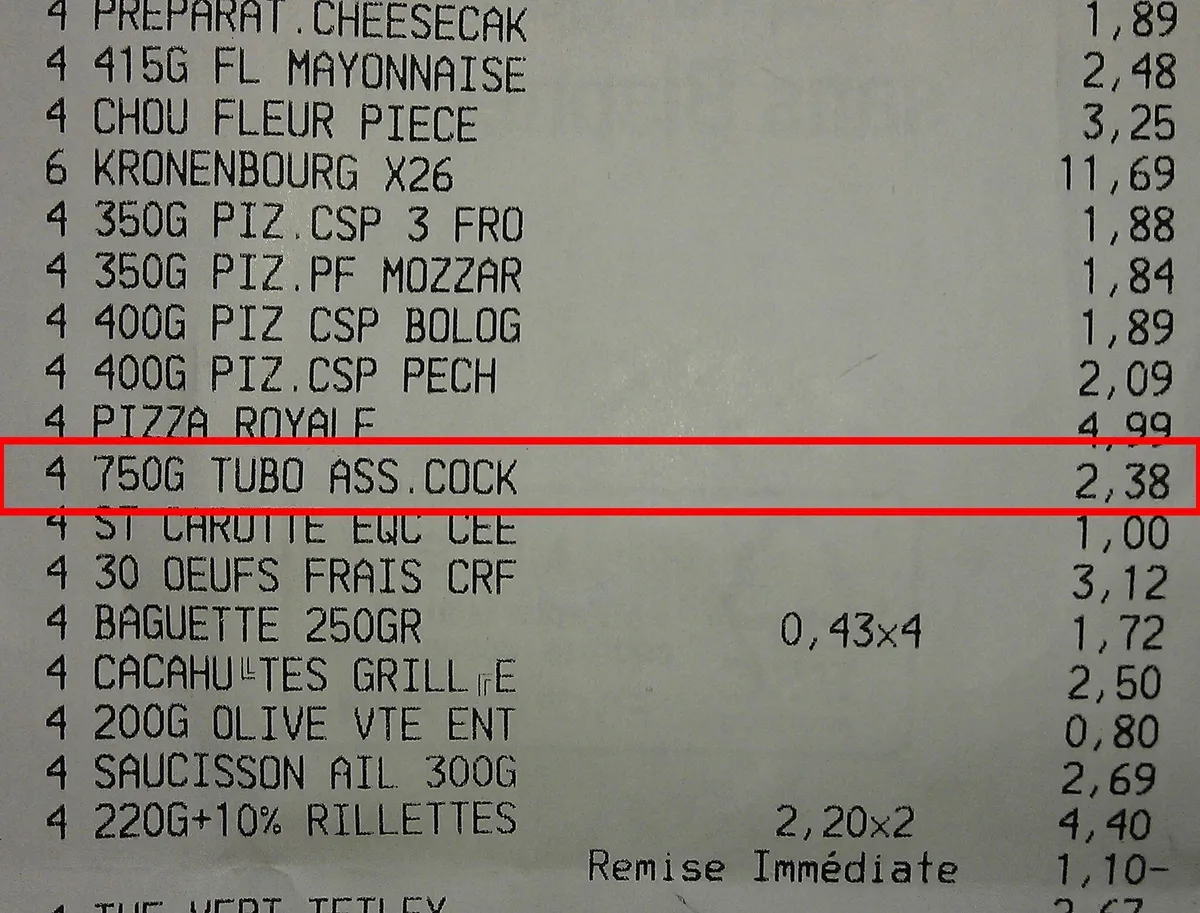 4 PREPARAT.CHEESECAK 1,89
4 415G FL MAYONNAISE 2,48
4 CHOU FLEUR PIECE 3,25
6 KRONENBOURG X26 11,69
4 350G PIZ.CSP 3 FRO 1,88
4 350G PIZ.PF MOZZAR 1,84
4 400G PIZ CSP BOLOG 1,89
4 400G PIZ.CSP PECH 2,09
4 PIZZA ROYALE 4,99
4 750G TUBO ASS.COCK 2,38
4 ST CAROTTE EQC CEE 1,00
4 30 OEUFS FRAIS CRF 3,12
4 BAGUETTE 250GR 0,43x4 1,72
4 CACAHU╚TES GRILL╔E 2,50
4 200G OLIVE VTE ENT 0,80
4 SAUCISSON AIL 300G 2,69
4 220G+10% RILLETTES 2,20x2 4,40
Remise Immédiate 1,10-
4 THE VERT TETLEY 2,67